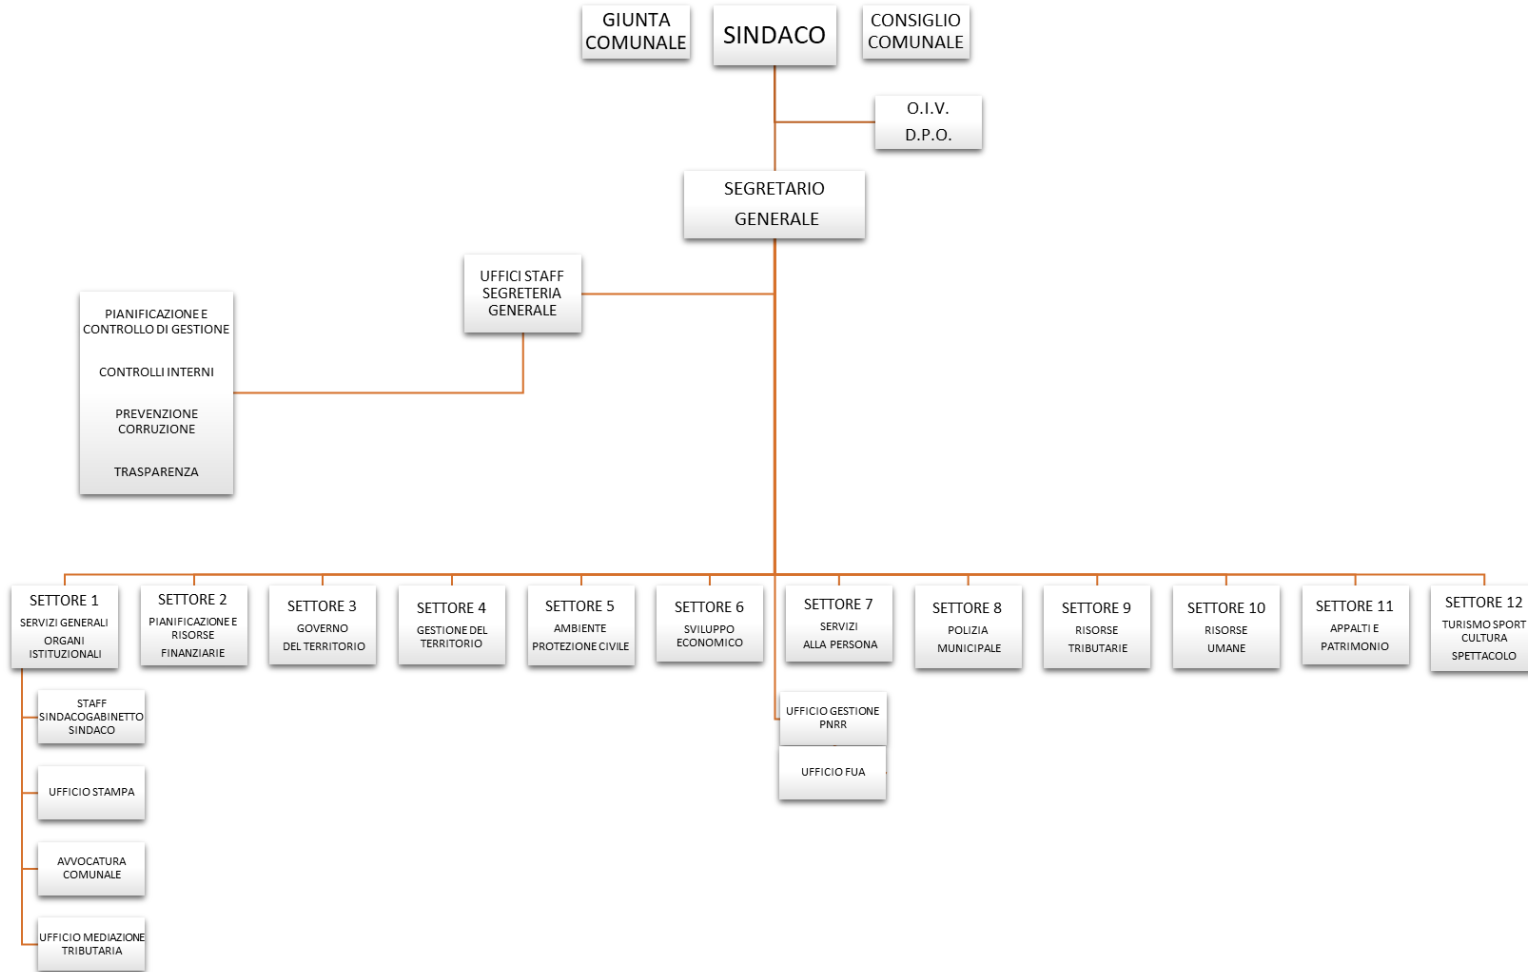 GIUNTA
COMUNALE
SINDACO
CONSIGLIO
COMUNALE
O.I.V.
D.P.O.
SEGRETARIO
GENERALE
UFFICI STAFF
SEGRETERIA
GENERALE
PIANIFICAZIONE E
CONTROLLO DI GESTIONE
CONTROLLI INTERNI
PREVENZIONE
CORRUZIONE
TRASPARENZA
SETTORE 1
SERVIZI GENERALI
ORGANI
ISTITUZIONALI
SETTORE 2
PIANIFICAZIONE E
RISORSE
FINANZIARIE
SETTORE 3
GOVERNO
DEL TERRITORIO
SETTORE 4
GESTIONE DEL
TERRITORIO
SETTORE 5
AMBIENTE
PROTEZIONE CIVILE
SETTORE 6
SVILUPPO
ECONOMICO
SETTORE 7
SERVIZI
ALLA PERSONA
SETTORE 8
POLIZIA
MUNICIPALE
SETTORE 9
RISORSE
TRIBUTARIE
SETTORE 10
RISORSE
UMANE
SETTORE 11
APPALTI E
PATRIMONIO
SETTORE 12
TURISMO SPORT
CULTURA
SPETTACOLO
STAFF
SINDACOGABINETTO
SINDACO
UFFICIO STAMPA
AVVOCATURA
COMUNALE
UFFICIO MEDIAZIONE
TRIBUTARIA
UFFICIO GESTIONE
PNRR
UFFICIO FUA